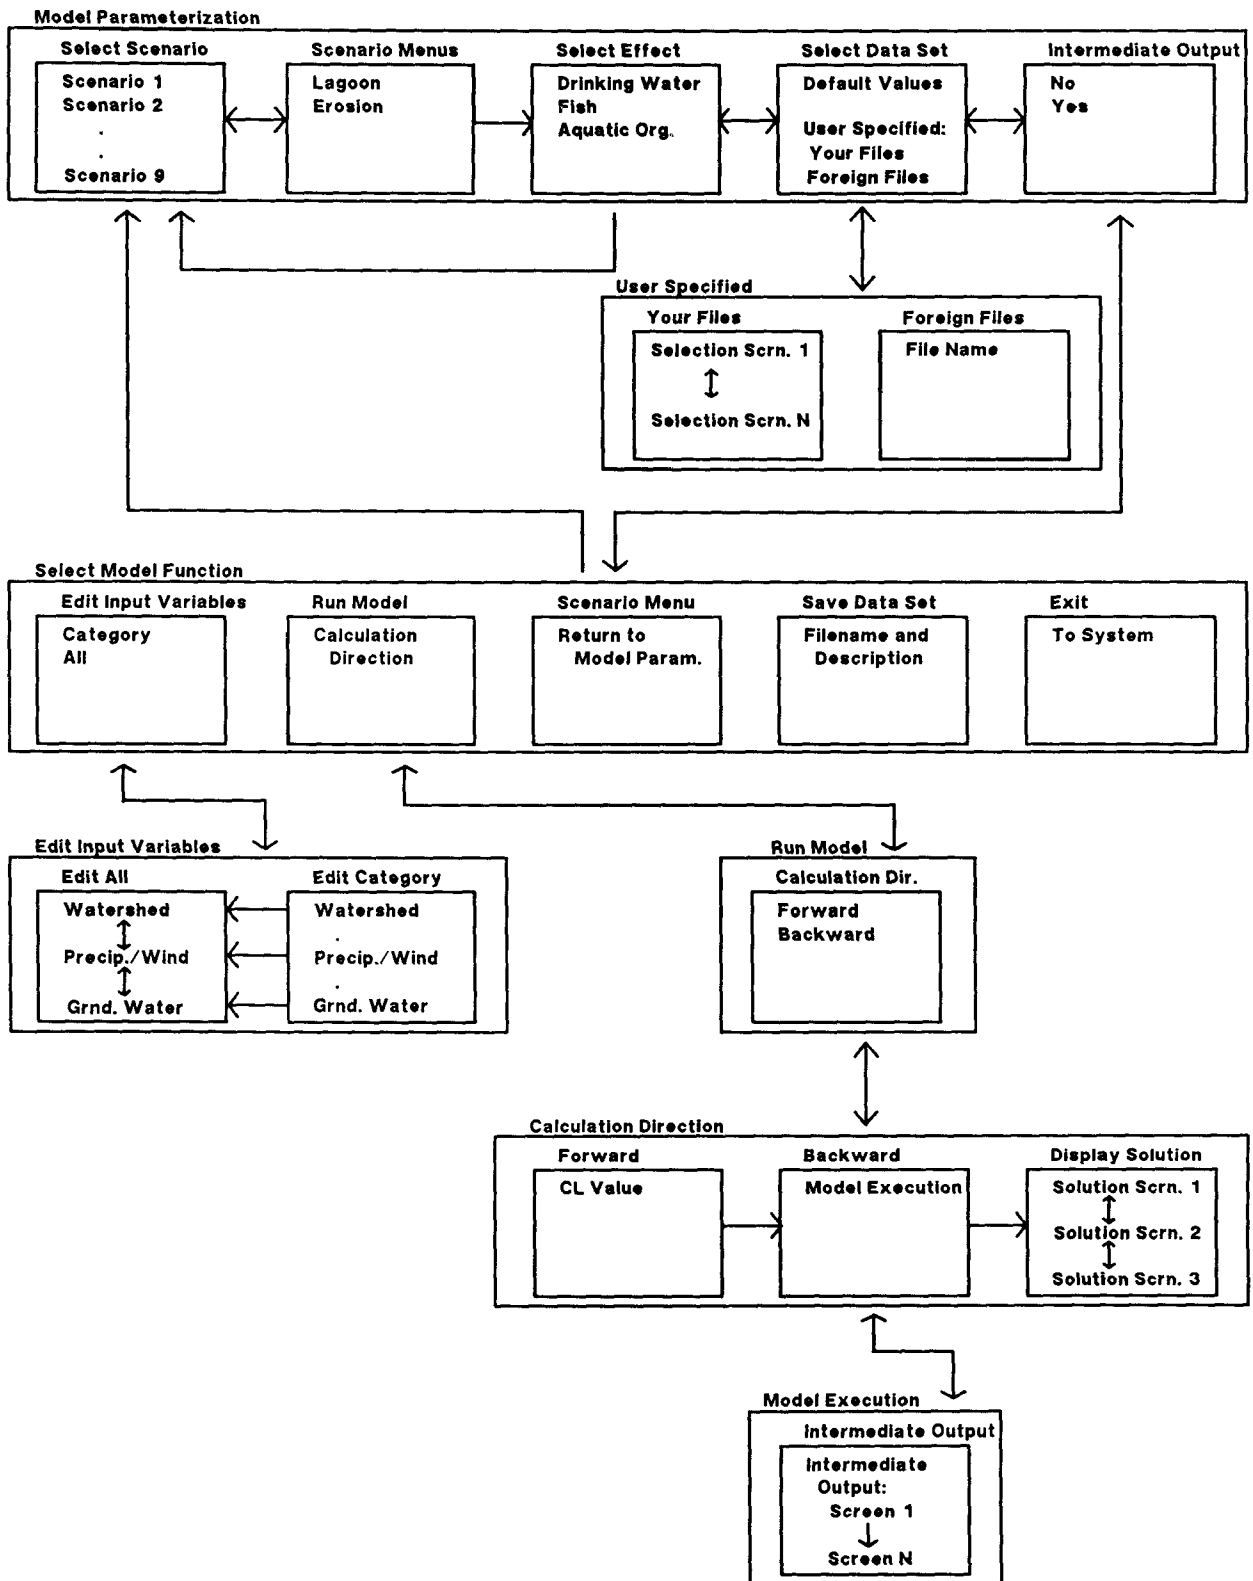 Model Parameterization
Select Scenario
Scenario 1
Scenario 2
.
.
Scenario 9
Scenario Menus
Lagoon
Erosion
Select Effect
Drinking Water
Fish
Aquatic Org.
Select Data Set
Default Values
User Specified:
Your Files
Foreign Files
Intermediate Output
No
Yes
User Specified
Your Files
Selection Scrn. 1
Selection Scrn. N
Foreign Files
File Name
Select Model Function
Edit Input Variables
Category
All
Run Model
Calculation
Direction
Scenario Menu
Return to
Model Param.
Save Data Set
Filename and
Description
Exit
To System
Edit Input Variables
Edit All
Watershed
Precip./Wind
Grnd. Water
Edit Category
Watershed
.
Precip./Wind
.
Grnd. Water
Run Model
Calculation Dir.
Forward
Backward
Calculation Direction
Forward
CL Value
Backward
Model Execution
Display Solution
Solution Scrn. 1
Solution Scrn. 2
Solution Scrn. 3
Model Execution
Intermediate Output
Intermediate
Output:
Screen 1
Screen N